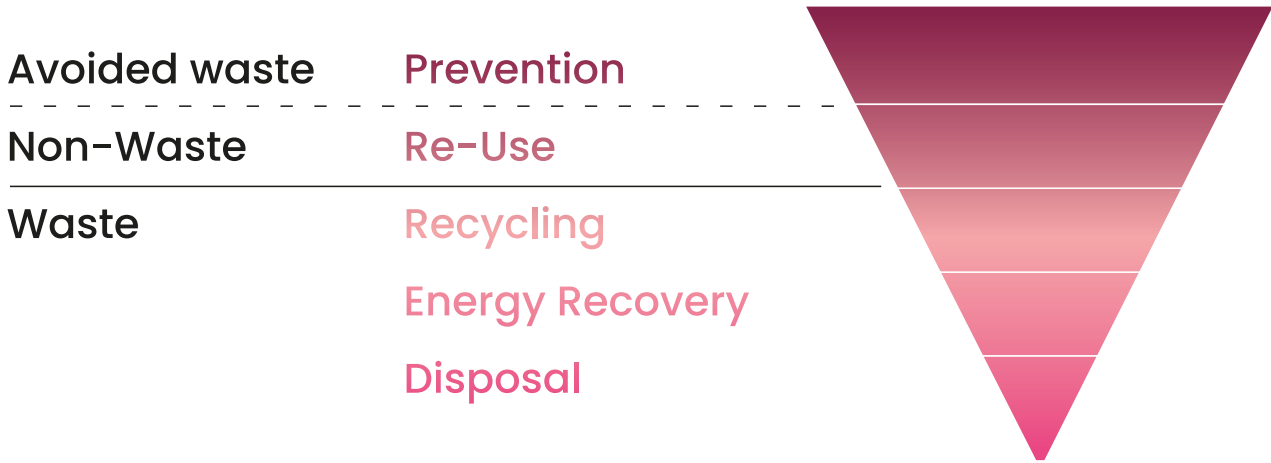 Avoided waste Prevention
Non-Waste Re-Use
Waste Recycling
Energy Recovery
Disposal